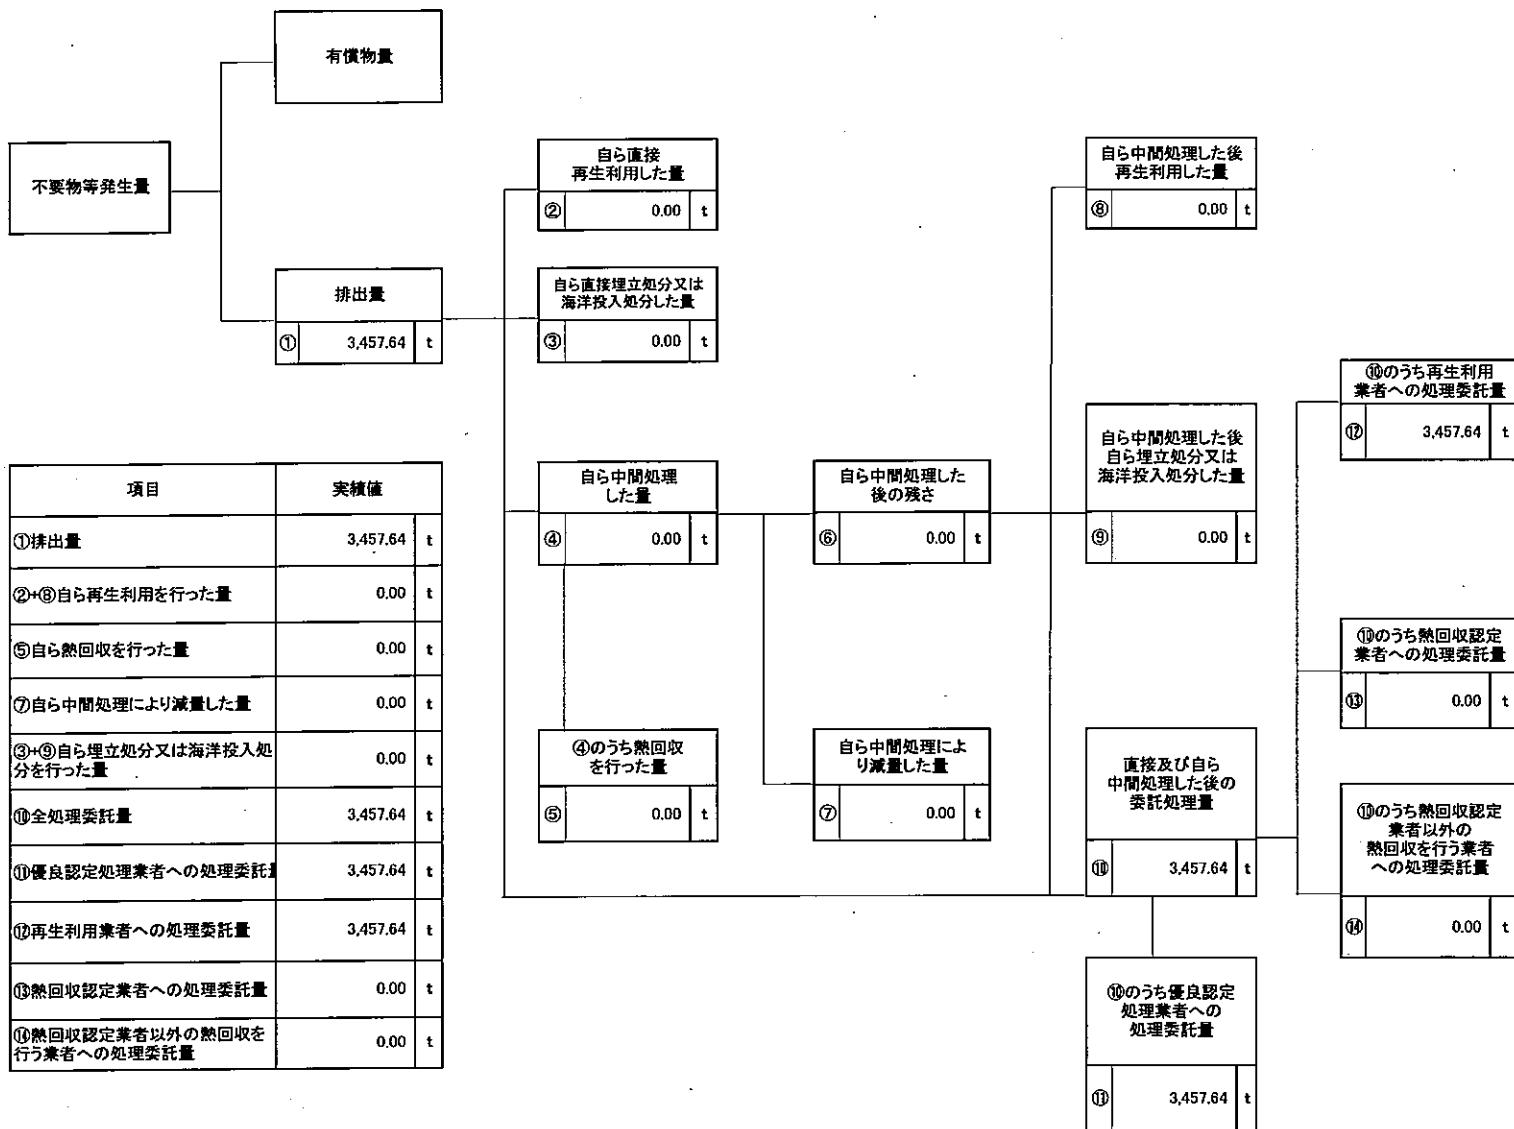 有償物量
不要物等発生量
排出量
① 3,457.64 t
自ら直接
再生利用した量
② 0.00 t
自ら直接埋立処分又は
海洋投入処分した量
③ 0.00 t
自ら中間処理
した量
④ 0.00 t
④のうち熱回収
を行った量
⑤ 0.00 t
自ら中間処理した
後の残さ
⑥ 0.00 t
自ら中間処理によ
り減量した量
⑦ 0.00 t
自ら中間処理した後
再生利用した量
⑧ 0.00 t
自ら中間処理した後
自ら埋立処分又は
海洋投入処分した量
⑨ 0.00 t
直接及び自ら
中間処理した後の
委託処理量
⑩ 3,457.64 t
⑩のうち優良認定
処理業者への
処理委託量
⑪ 3,457.64 t
⑩のうち再生利用
業者への処理委託量
⑫ 3,457.64 t
⑩のうち熱回収認定
業者への処理委託量
⑬ 0.00 t
⑩のうち熱回収認定
業者以外の
熱回収を行う業者
への処理委託量
⑭ 0.00 t
項目 実績値
①排出量 3,457.64 t
②+⑧自ら再生利用を行った量 0.00 t
⑤自ら熱回収を行った量 0.00 t
⑦自ら中間処理により減量した量 0.00 t
③+⑨自ら埋立処分又は海洋投入処
分を行った量 0.00 t
⑩全処理委託量 3,457.64 t
⑪優良認定処理業者への処理委託量 3,457.64 t
⑫再生利用業者への処理委託量 3,457.64 t
⑬熱回収認定業者への処理委託量 0.00 t
⑭熱回収認定業者以外の熱回収を
行う業者への処理委託量 0.00 t